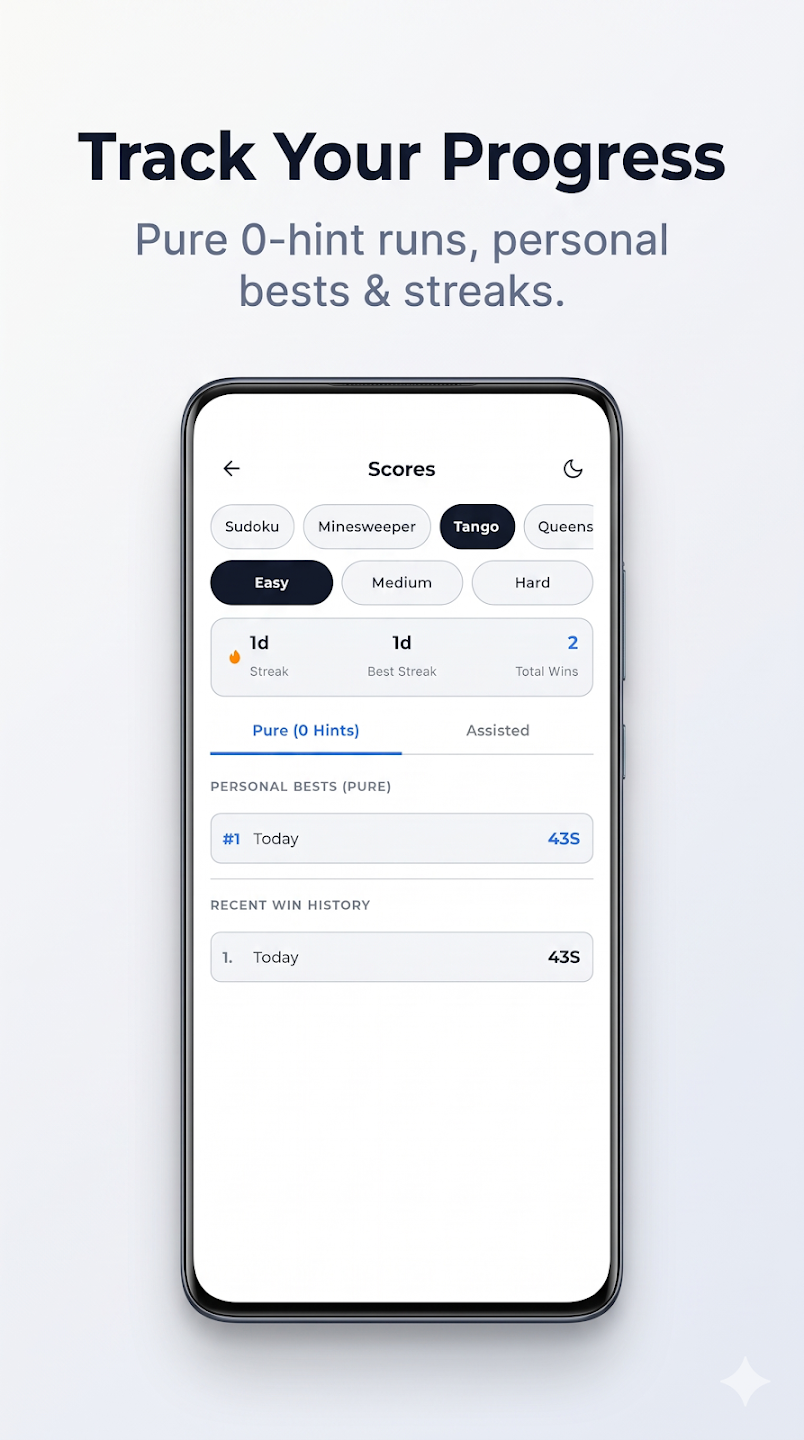 Track Your Progress
Pure 0-hint runs, personal
bests & streaks.
Scores
Sudoku Minesweeper Tango Queens
Easy Medium Hard
1d 1d 2
Streak Best Streak Total Wins
Pure (0 Hints) Assisted
PERSONAL BESTS (PURE)
#1 Today 43S
RECENT WIN HISTORY
1. Today 43S